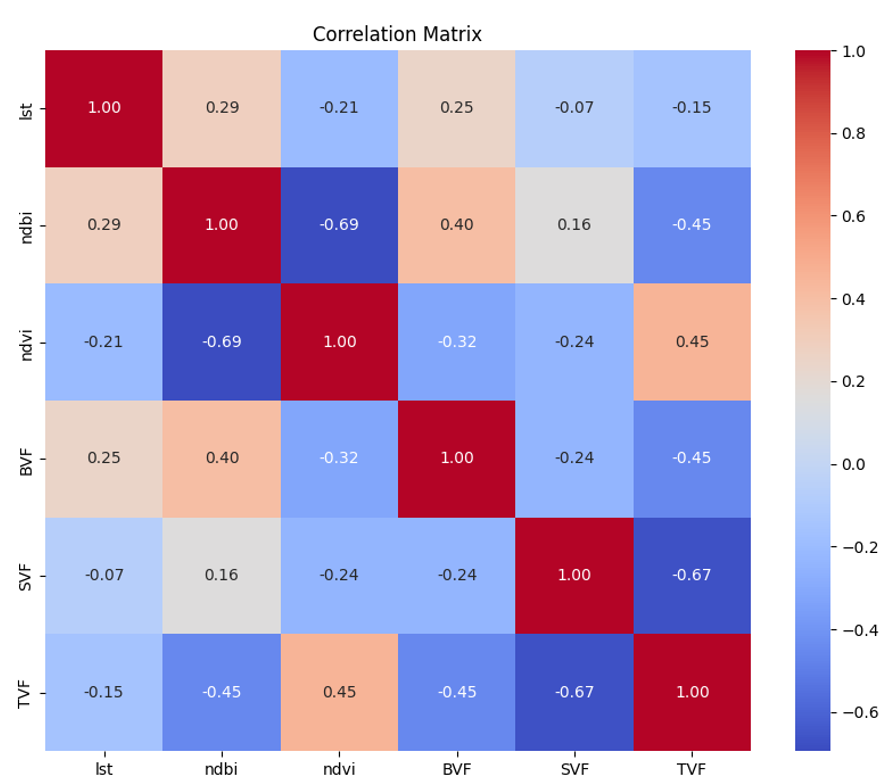 Correlation Matrix
lst 1.00 0.29 -0.21 0.25 -0.07 -0.15
ndbi 0.29 1.00 -0.69 0.40 0.16 -0.45
ndvi -0.21 -0.69 1.00 -0.32 -0.24 0.45
BVF 0.25 0.40 -0.32 1.00 -0.24 -0.45
SVF -0.07 0.16 -0.24 -0.24 1.00 -0.67
TVF -0.15 -0.45 0.45 -0.45 -0.67 1.00
lst ndbi ndvi BVF SVF TVF
1.0
0.8
0.6
0.4
0.2
0.0
−0.2
−0.4
−0.6